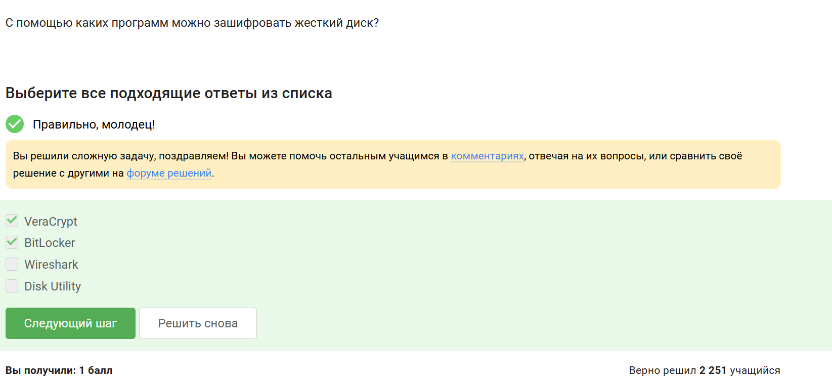 С помощью каких программ можно зашифровать жесткий диск?
Выберите все подходящие ответы из списка
Правильно, молодец!
Вы решили сложную задачу, поздравляем! Вы можете помочь остальным учащимся в комментариях, отвечая на их вопросы, или сравнить своё
решение с другими на форуме решений.
VeraCrypt
BitLocker
Wireshark
Disk Utility
Следующий шаг
Решить снова
Вы получили: 1 балл
Верно решил 2 251 учащийся